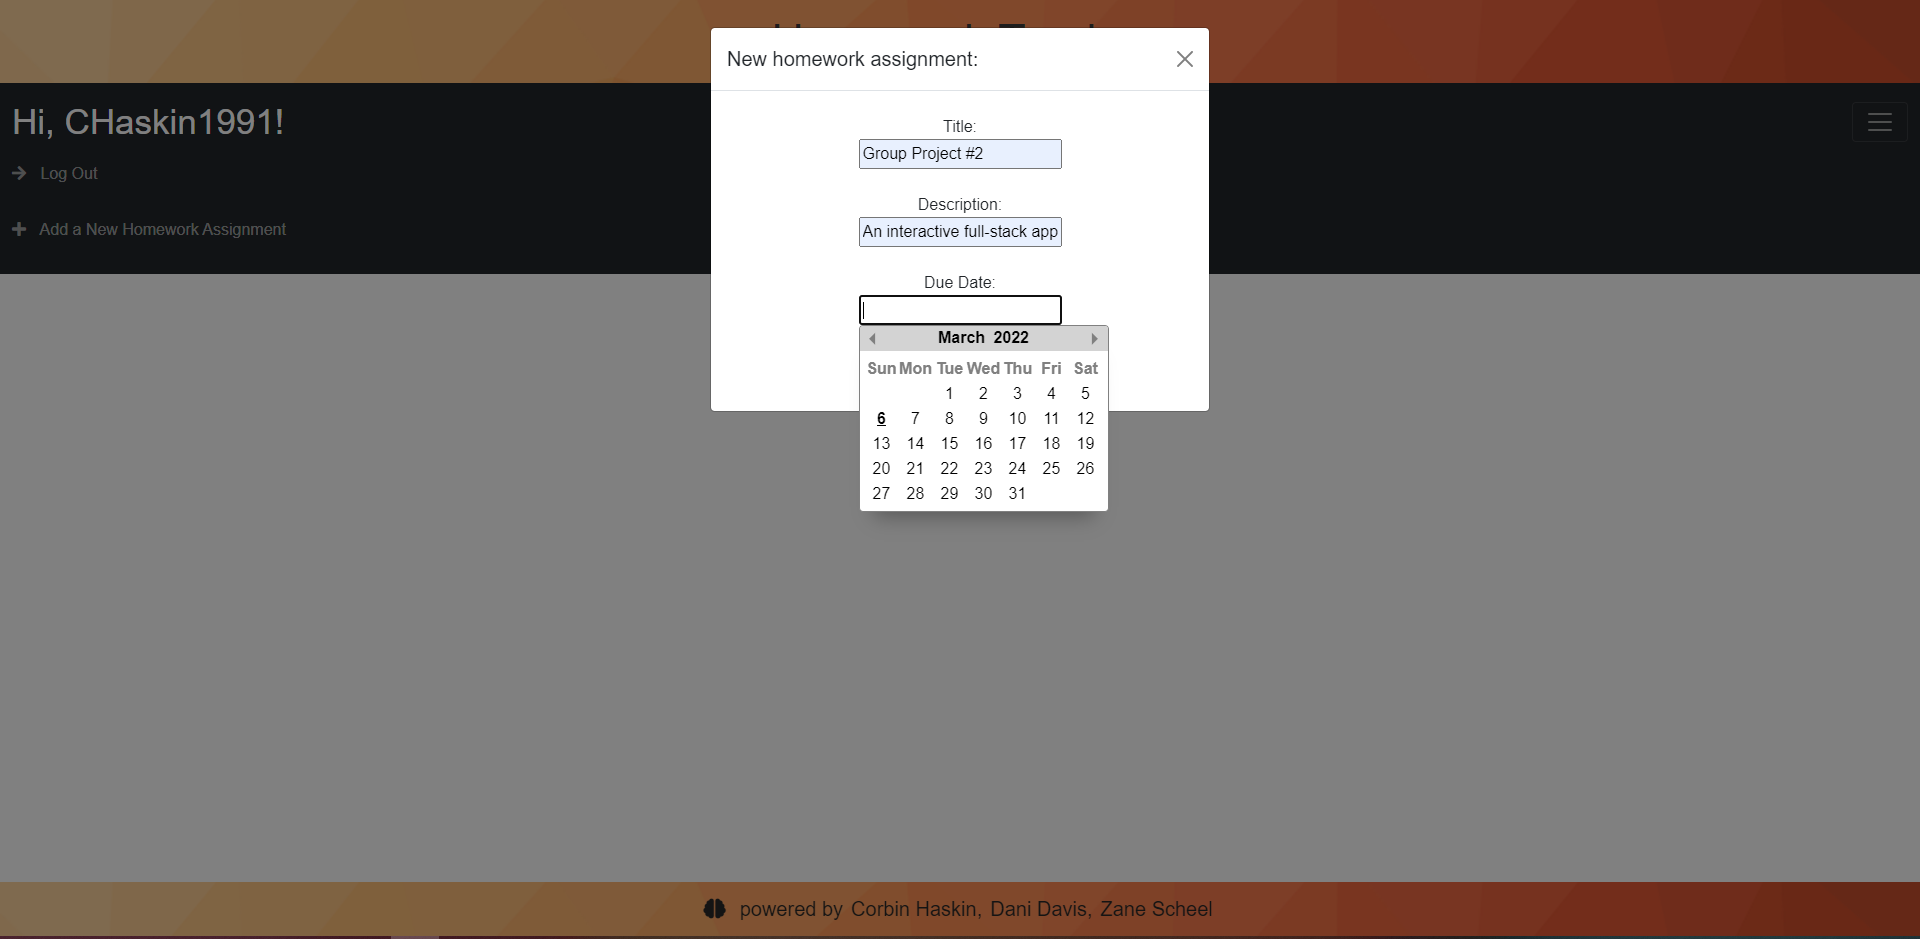 New homework assignment:
Hi, CHaskin1991!
Log Out
Add a New Homework Assignment
Title:
Group Project #2
Description:
An interactive full-stack app
Due Date:
March 2022
Sun Mon Tue Wed Thu Fri Sat
1 2 3 4 5
6 7 8 9 10 11 12
13 14 15 16 17 18 19
20 21 22 23 24 25 26
27 28 29 30 31
powered by Corbin Haskin, Dani Davis, Zane Scheel